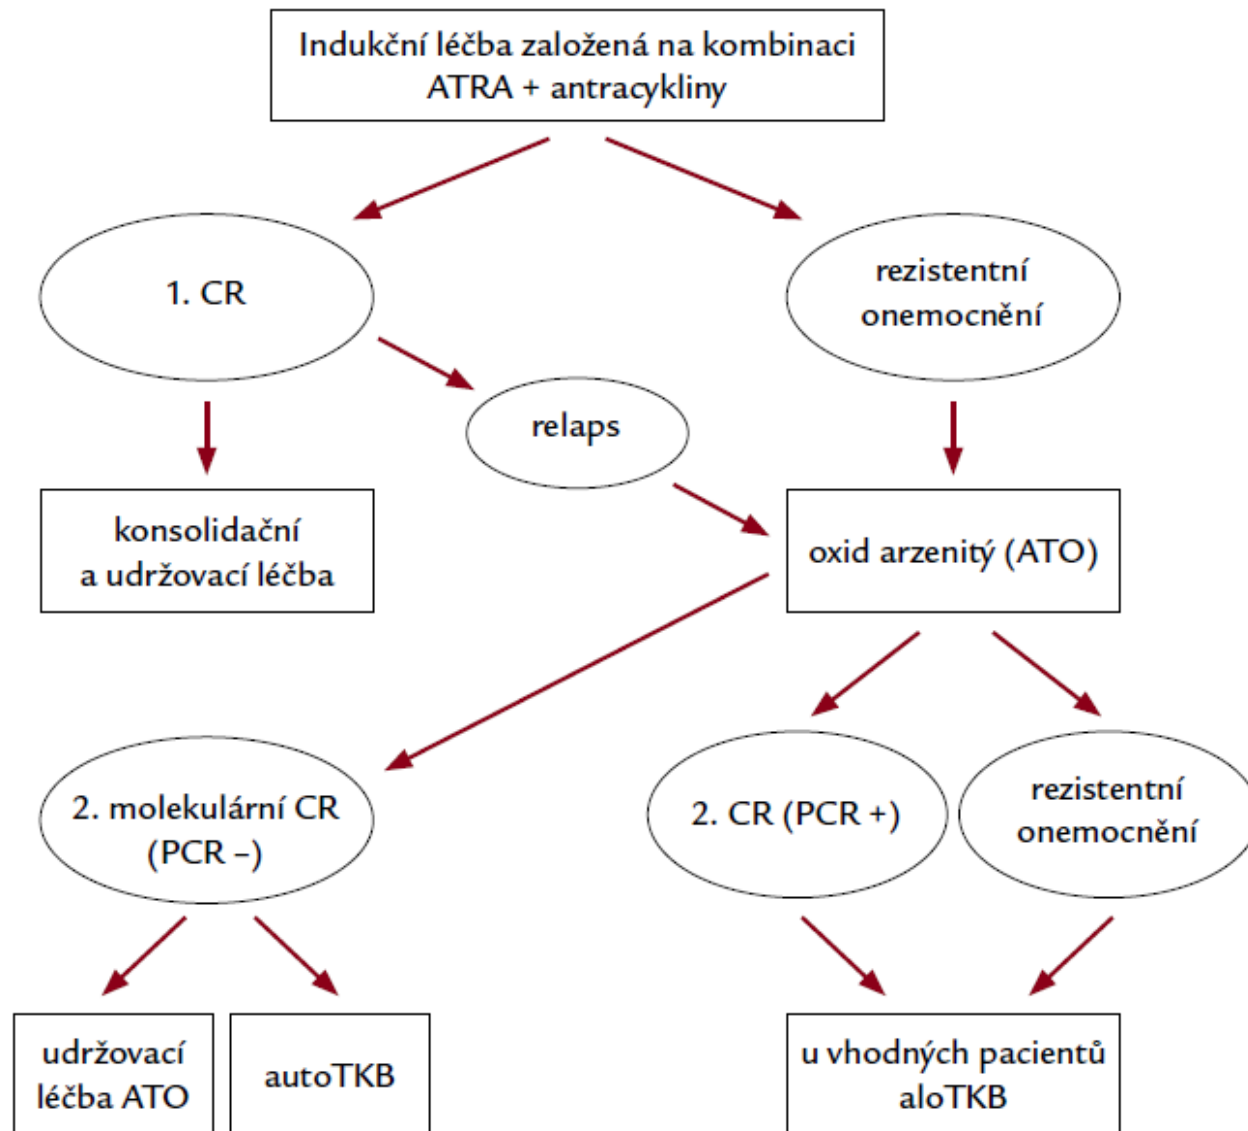 Indukční léčba založená na kombinaci
ATRA + antracykliny
1. CR
rezistentní
onemocnění
relaps
konsolidační
a udržovací léčba
oxid arzenitý (ATO)
2. molekulární CR
(PCR –)
2. CR (PCR +)
rezistentní
onemocnění
udržovací
léčba ATO
autoTKB
u vhodných pacientů
aloTKB